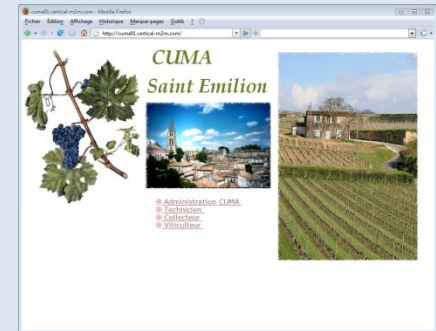 cuma01.vertical-m2m.com - Mozilla Firefox
Fichier Edition Affichage Historique Marque-pages Outils ?
http://cuma01.vertical-m2m.com/
CUMA
Saint Emilion
Administration CUMA
Technicien
Collecteur
Viticulteur